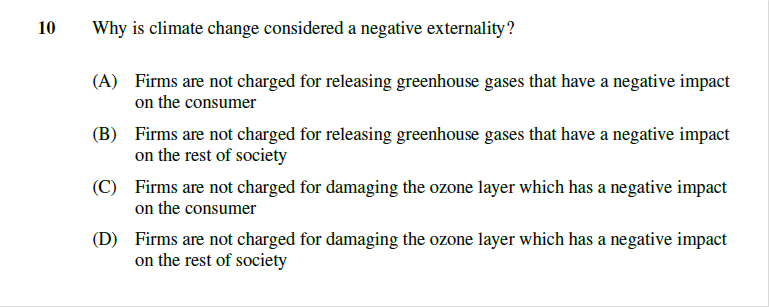 10 Why is climate change considered a negative externality?
(A) Firms are not charged for releasing greenhouse gases that have a negative impact
on the consumer
(B) Firms are not charged for releasing greenhouse gases that have a negative impact
on the rest of society
(C) Firms are not charged for damaging the ozone layer which has a negative impact
on the consumer
(D) Firms are not charged for damaging the ozone layer which has a negative impact
on the rest of society